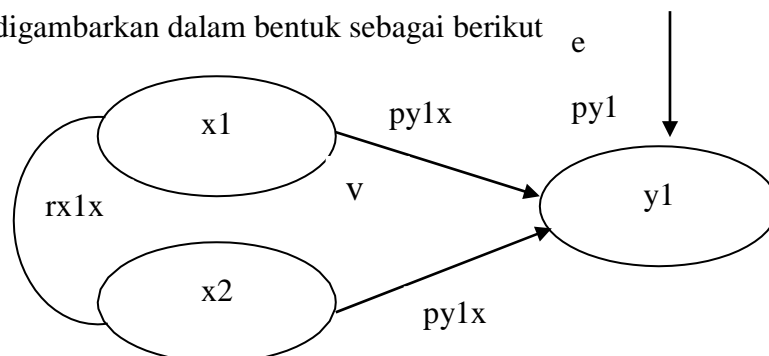 digambarkan dalam bentuk sebagai berikut
e
x1
py1x
py1
v
y1
rx1x
x2
py1x